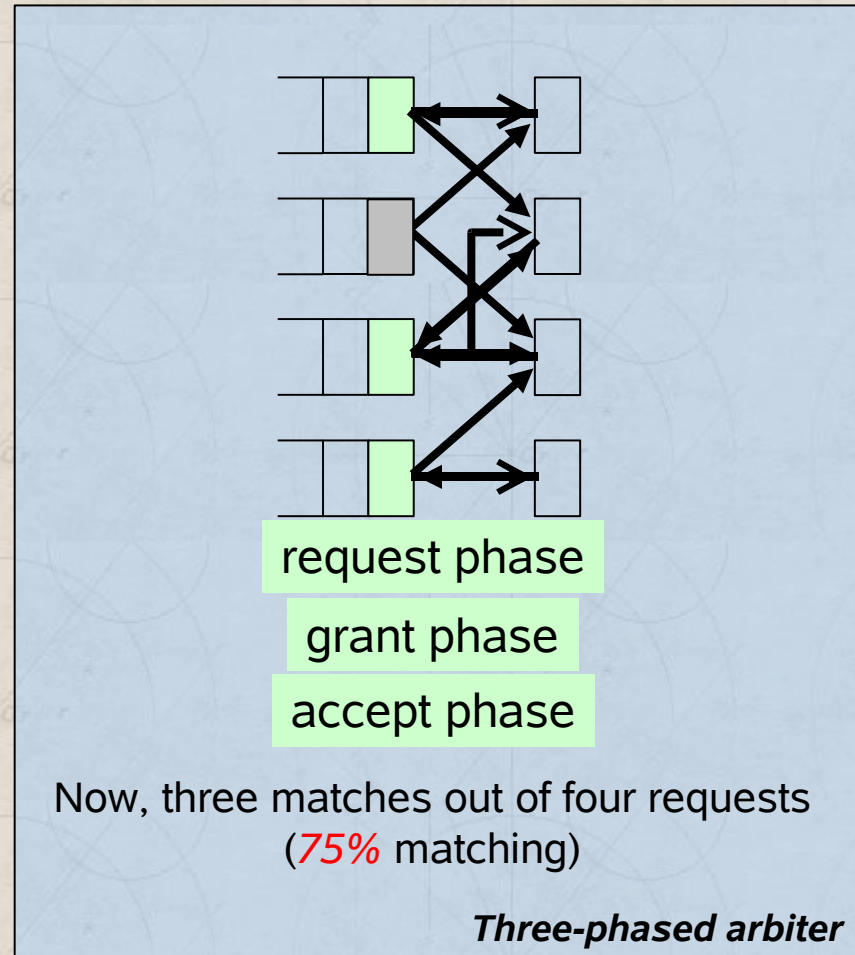 request phase
grant phase
accept phase
Now, three matches out of four requests
(75% matching)
Three-phased arbiter